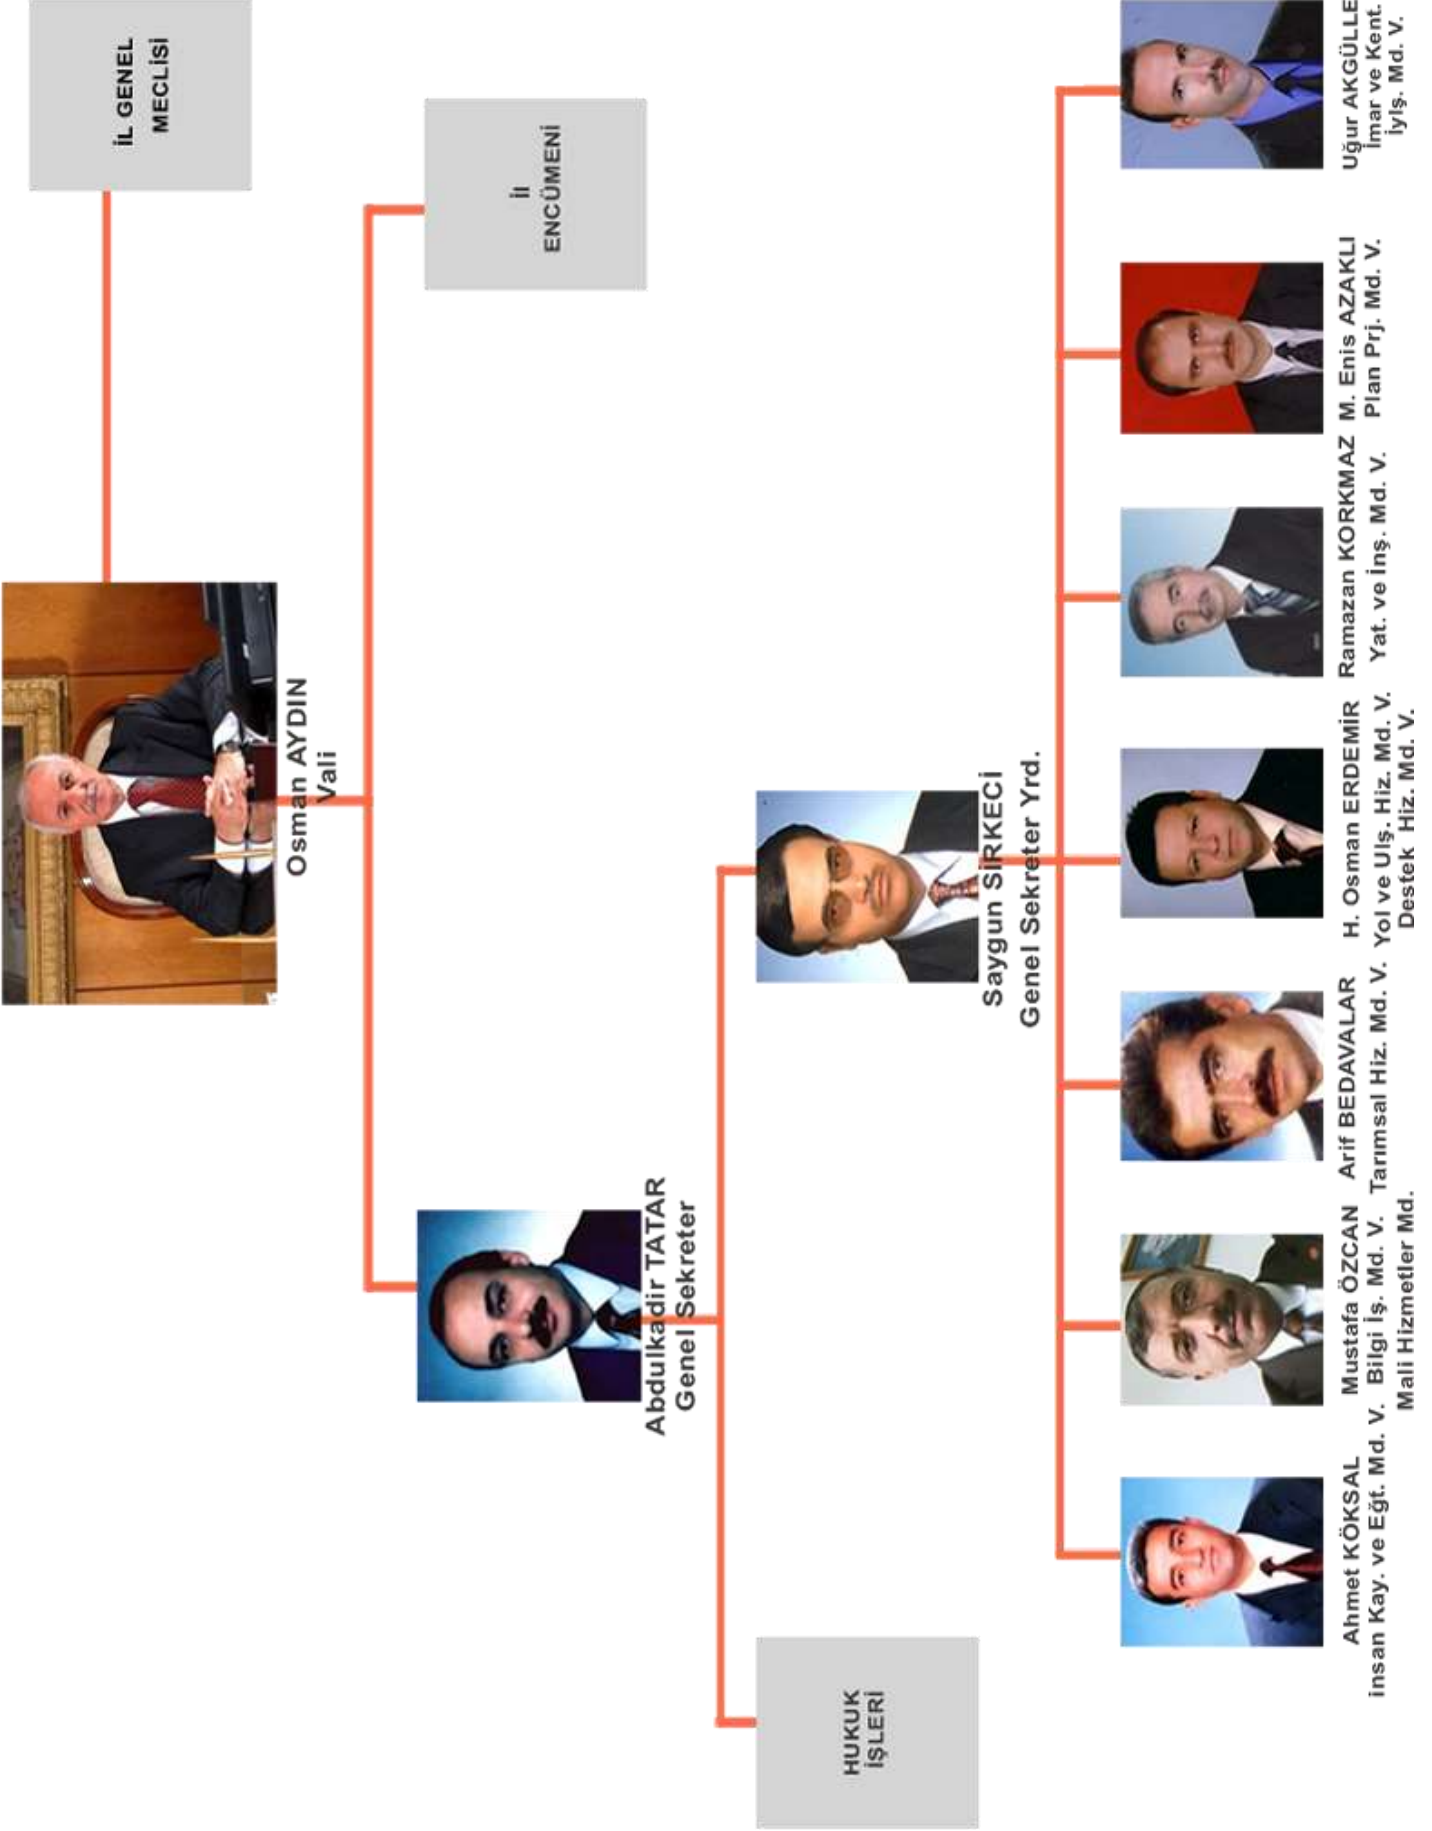 İL GENEL
MECLİSİ
Osman AYDIN
Vali
İl
ENCÜMENİ
Abdulkadir TATAR
Genel Sekreter
HUKUK
İŞLERİ
Saygun SİRKECİ
Genel Sekreter Yrd.
Ahmet KÖKSAL
insan Kay. ve Eğt. Md. V.
Mustafa ÖZCAN
Bilgi İş. Md. V.
Mali Hizmetler Md.
Arif BEDAVALAR
Tarımsal Hiz. Md. V.
H. Osman ERDEMİR
Yol ve Ulş. Hiz. Md. V.
Destek Hiz. Md. V.
Ramazan KORKMAZ
Yat. ve İnş. Md. V.
M. Enis AZAKLI
Plan Prj. Md. V.
Uğur AKGÜLLE
İmar ve Kent.
İylş. Md. V.